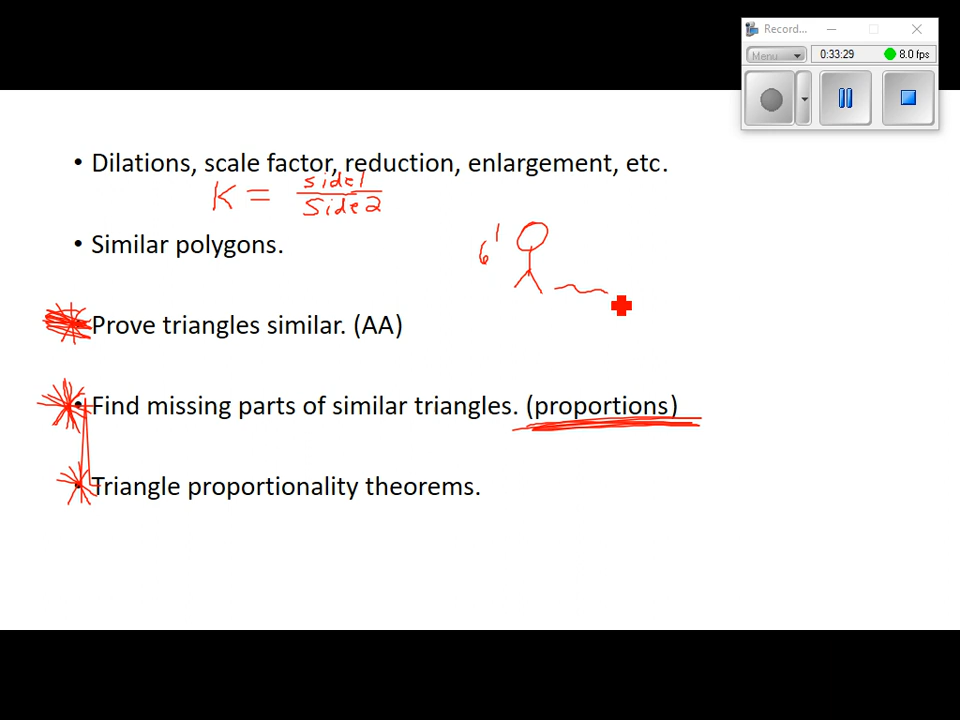 Record...
Menu
0:33:29
8.0 fps
• Dilations, scale factor, reduction, enlargement, etc.
K = side1
Side2
• Similar polygons.
6'
• Prove triangles similar. (AA)
• Find missing parts of similar triangles. (proportions)
• Triangle proportionality theorems.